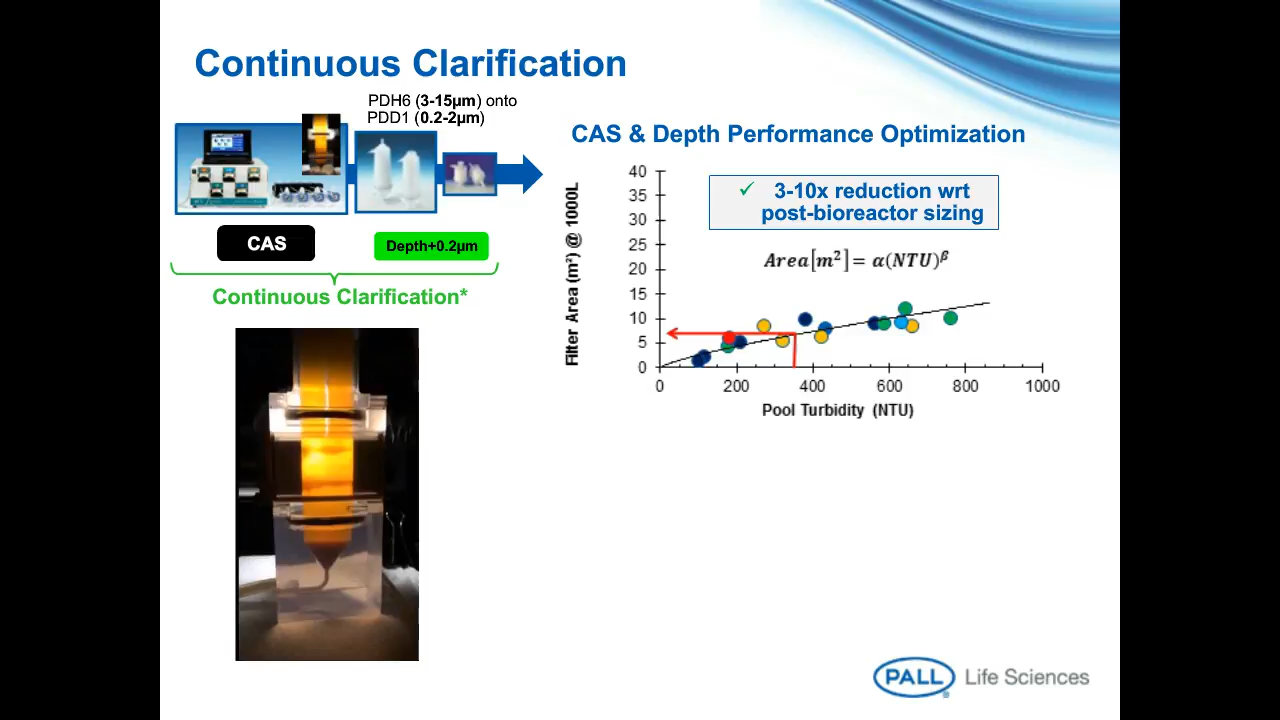 Continuous Clarification
PDH6 (3-15µm) onto
PDD1 (0.2-2µm)
CAS
Depth+0.2µm
Continuous Clarification*
CAS & Depth Performance Optimization
✓ 3-10x reduction wrt
post-bioreactor sizing
Area[m²] = α(NTU)^β
Filter Area (m²) @ 1000L
40
35
30
25
20
15
10
5
0
0 200 400 600 800 1000
Pool Turbidity (NTU)
PALL ® Life Sciences